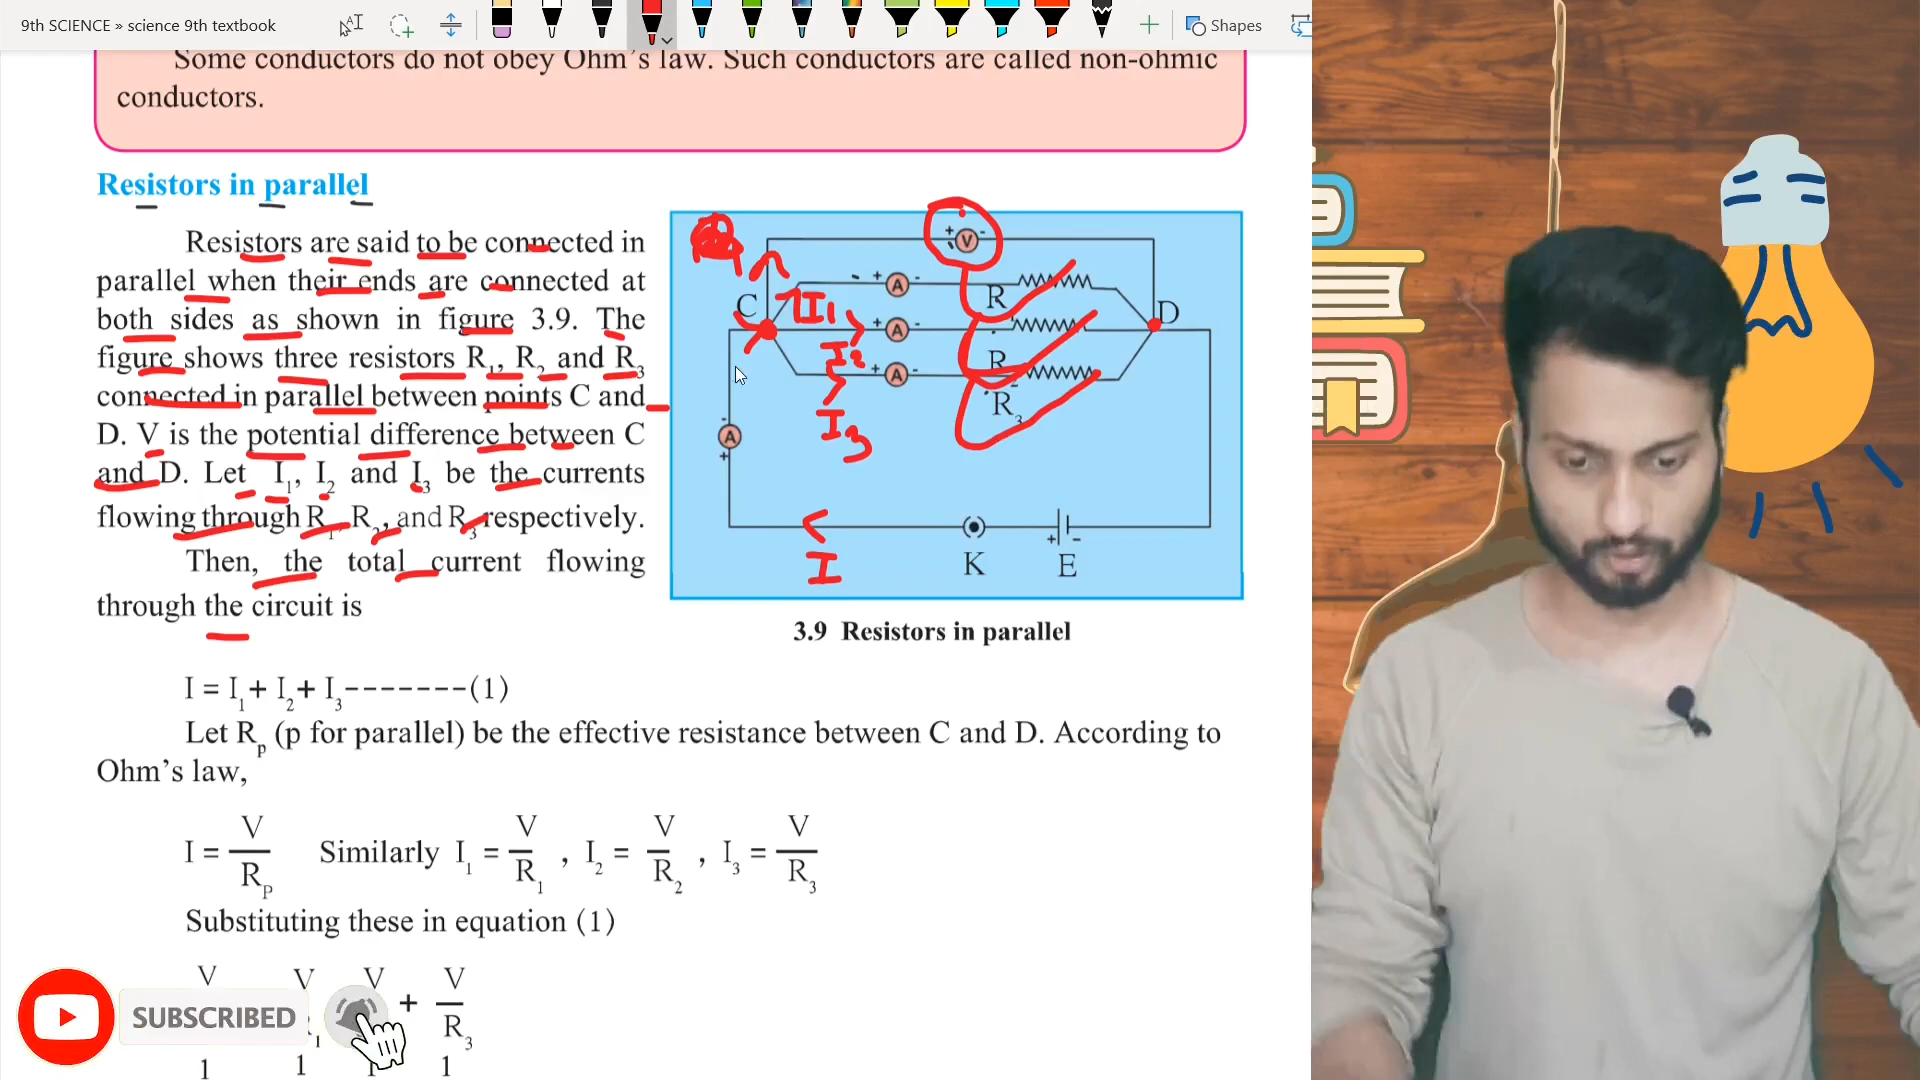 9th SCIENCE » science 9th textbook
Shapes
Some conductors do not obey Ohm's law. Such conductors are called non-ohmic
conductors.
Resistors in parallel
Resistors are said to be connected in
parallel when their ends are connected at
both sides as shown in figure 3.9. The
figure shows three resistors R₁, R₂ and R₃
connected in parallel between points C and
D. V is the potential difference between C
and D. Let I₁, I₂ and I₃ be the currents
flowing through R₁, R₂, and R₃ respectively.
Then, the total current flowing
through the circuit is
+ V -
+ A - R
C I1 D
+ A - R
I2
+ A - R₃
I3
- A +
I K + - E
3.9 Resistors in parallel
I = I₁ + I₂ + I₃ -------(1)
Let Rₚ (p for parallel) be the effective resistance between C and D. According to
Ohm's law,
I = V/R_P Similarly I₁ = V/R₁ , I₂ = V/R₂ , I₃ = V/R₃
Substituting these in equation (1)
V V V + V/R₃
SUBSCRIBED
1 1 1